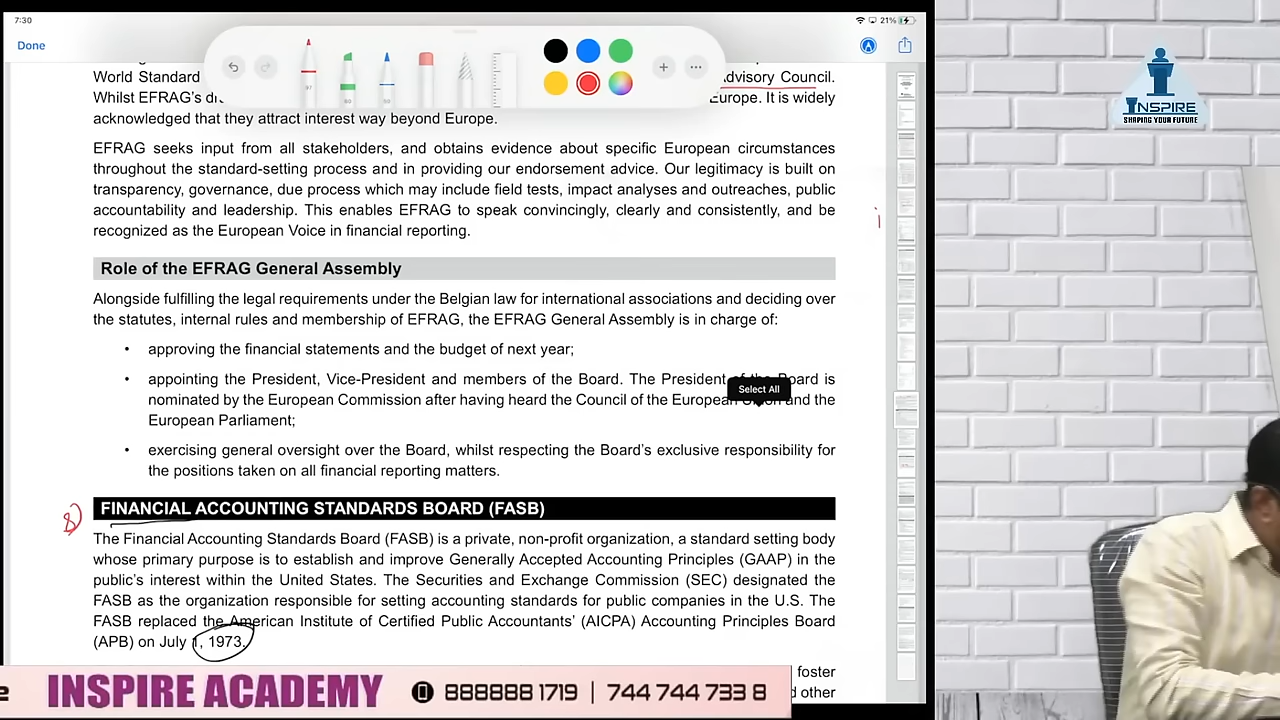 7:30
21%
Done
World Standard
Advisory Council.
Whilst EFRAG's
Europe. It is widely
acknowledged that they attract interest way beyond Europe.
EFRAG seeks input from all stakeholders, and obtains evidence about specific European circumstances
throughout the standard-setting process and in providing our endorsement advice. Our legitimacy is built on
transparency, governance, due process which may include field tests, impact analyses and outreaches, public
accountability and leadership. This enables EFRAG to speak convincingly, clearly and consistently, and be
recognized as the European Voice in financial reporting.
Role of the EFRAG General Assembly
Alongside fulfilling the legal requirements under the Belgian law for international associations and deciding over
the statutes, internal rules and membership of EFRAG, the EFRAG General Assembly is in charge of:
• approving the financial statements and the budget of next year;
• appointing the President, Vice-President and members of the Board. The President of the Board is
Select All
nominated by the European Commission after having heard the Council of the European Union and the
European Parliament;
• exercising general oversight over the Board, whilst respecting the Board's exclusive responsibility for
the positions taken on all financial reporting matters.
8)
FINANCIAL ACCOUNTING STANDARDS BOARD (FASB)
The Financial Accounting Standards Board (FASB) is a private, non-profit organization, a standard setting body
whose primary purpose is to establish and improve Generally Accepted Accounting Principles (GAAP) in the
public's interest within the United States. The Securities and Exchange Commission (SEC) designated the
FASB as the organization responsible for setting accounting standards for public companies in the U.S. The
FASB replaced the American Institute of Certified Public Accountants' (AICPA) Accounting Principles Board
(APB) on July 1973.
foster
other
INSPIRE ACADEMY 888888 1719 | 744 744 733 8
INSPIRE
SHAPING YOUR FUTURE